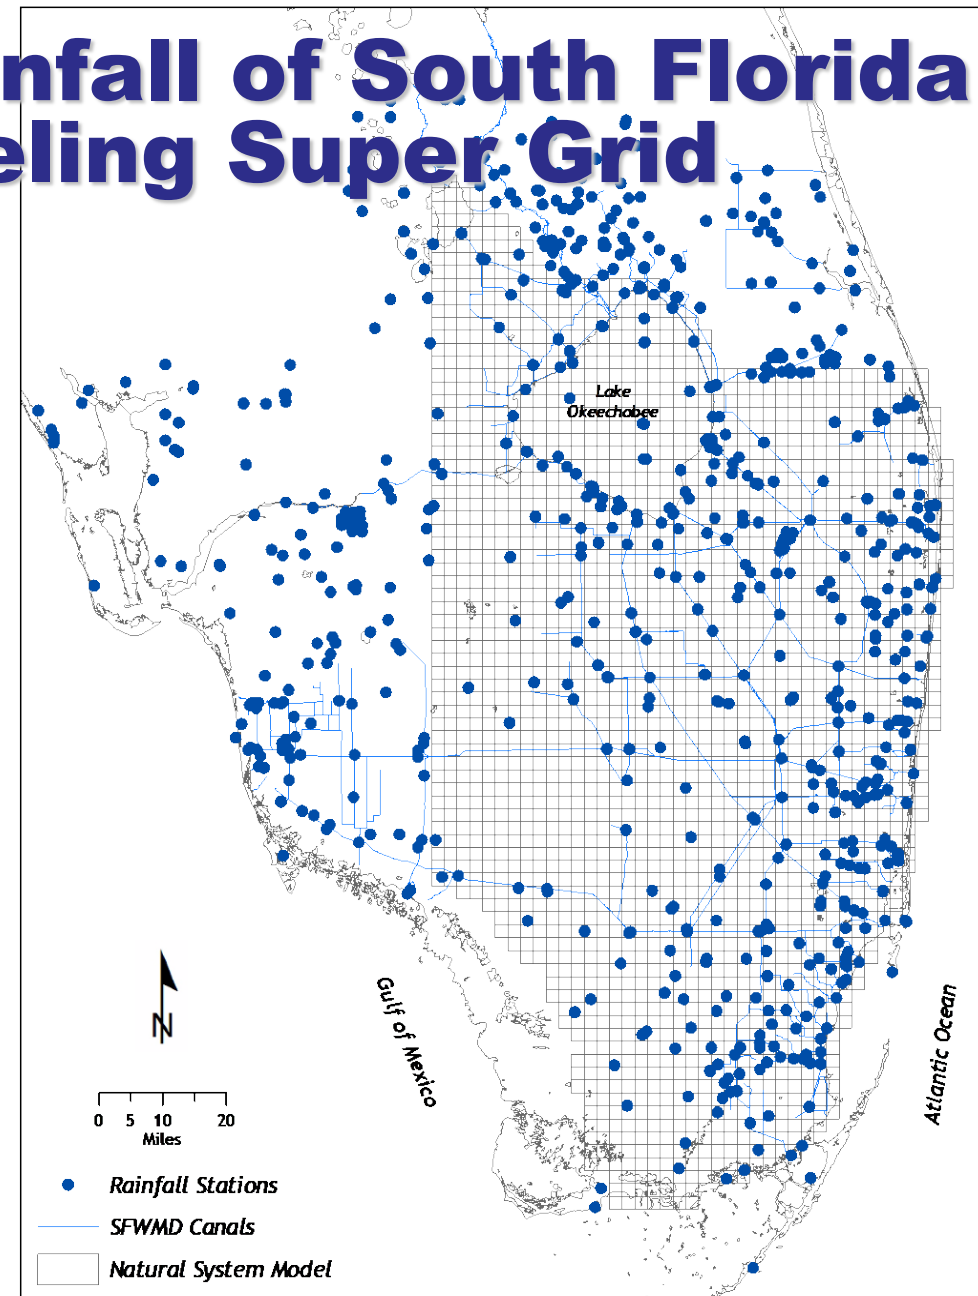 nfall of South Florida
eling Super Grid
Lake
Okeechobee
Gulf of Mexico
Atlantic Ocean
N
0 5 10 20
Miles
Rainfall Stations
SFWMD Canals
Natural System Model